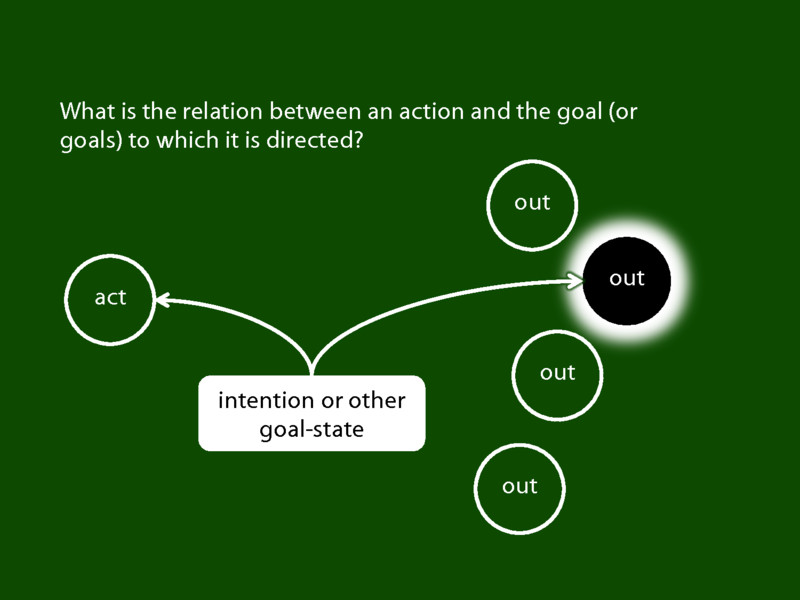 What is the relation between an action and the goal (or
goals) to which it is directed?
out
out
act
out
intention or other
goal-state
out